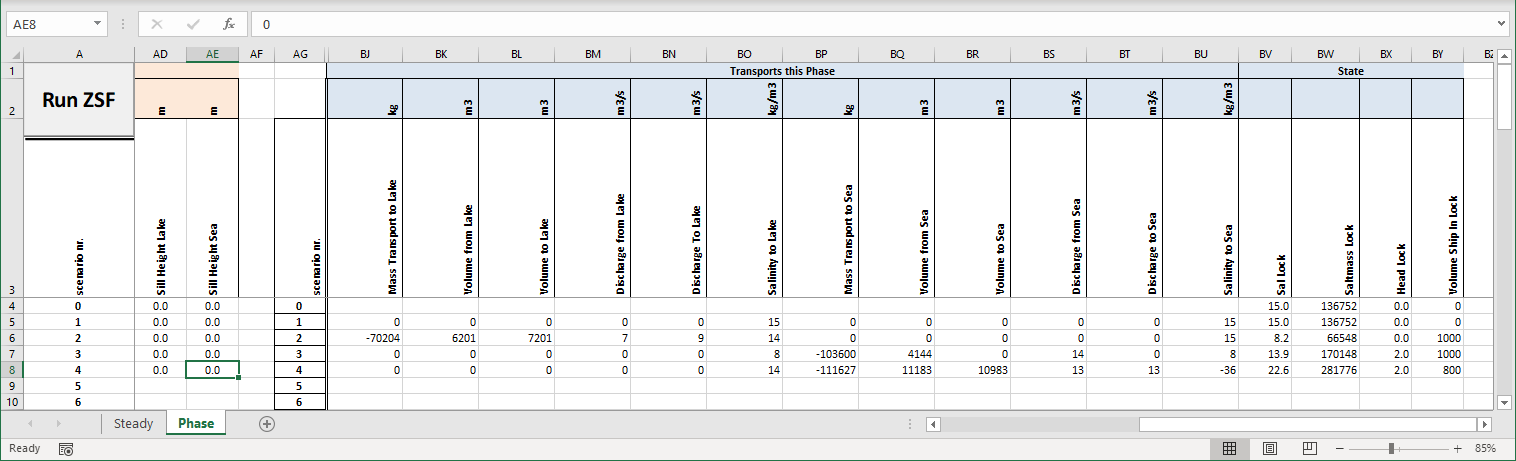 AE8 fx 0
A AD AE AF AG BJ BK BL BM BN BO BP BQ BR BS BT BU BV BW BX BY BZ
1 Transports this Phase State
2 Run ZSF m m kg m3 m3 m3/s m3/s kg/m3 kg m3 m3 m3/s m3/s kg/m3
3 scenario nr. Sill Height Lake Sill Height Sea scenario nr. Mass Transport to Lake Volume from Lake Volume to Lake Discharge from Lake Discharge To Lake Salinity to Lake Mass Transport to Sea Volume from Sea Volume to Sea Discharge from Sea Discharge to Sea Salinity to Sea Sal Lock Saltmass Lock Head Lock Volume Ship In Lock
4 0 0.0 0.0 0 15.0 136752 0.0 0
5 1 0.0 0.0 1 0 0 0 0 0 15 0 0 0 0 0 15 15.0 136752 0.0 0
6 2 0.0 0.0 2 -70204 6201 7201 7 9 14 0 0 0 0 0 15 8.2 66548 0.0 1000
7 3 0.0 0.0 3 0 0 0 0 0 8 -103600 4144 0 14 0 8 13.9 170148 2.0 1000
8 4 0.0 0.0 4 0 0 0 0 0 14 -111627 11183 10983 13 13 -36 22.6 281776 2.0 800
9 5 5
10 6 6
Steady Phase
Ready 85%